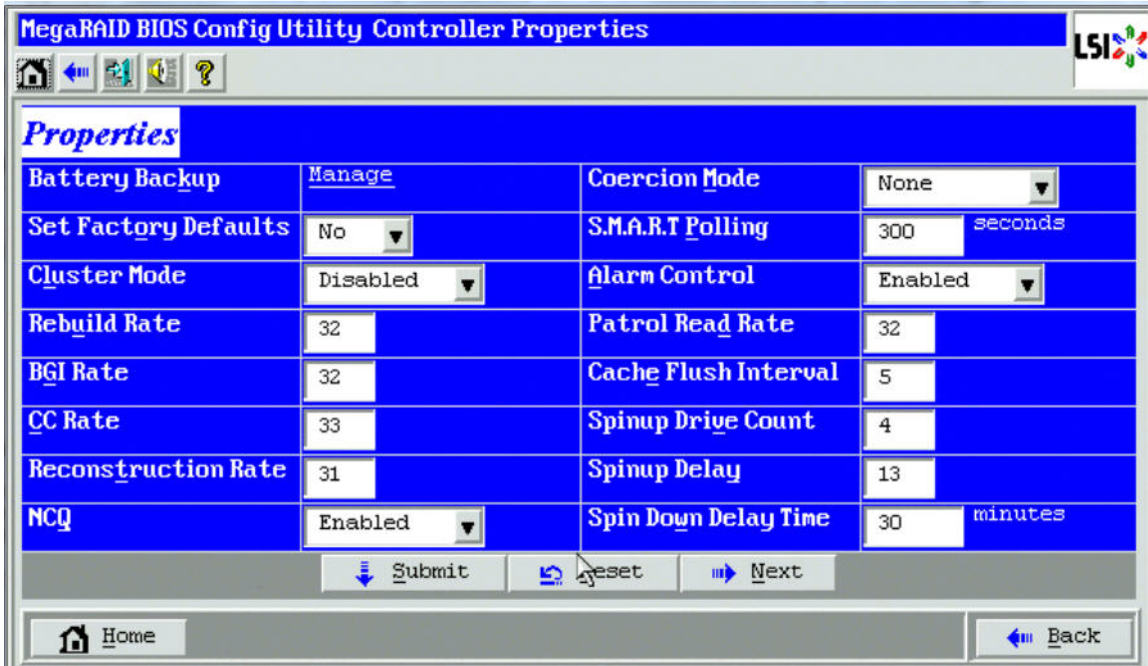 MegaRAID BIOS Config Utility Controller Properties
LSI
Properties
Battery Backup Manage Coercion Mode None
Set Factory Defaults No S.M.A.R.T Polling 300 seconds
Cluster Mode Disabled Alarm Control Enabled
Rebuild Rate 32 Patrol Read Rate 32
BGI Rate 32 Cache Flush Interval 5
CC Rate 33 Spinup Drive Count 4
Reconstruction Rate 31 Spinup Delay 13
NCQ Enabled Spin Down Delay Time 30 minutes
Submit Reset Next
Home Back